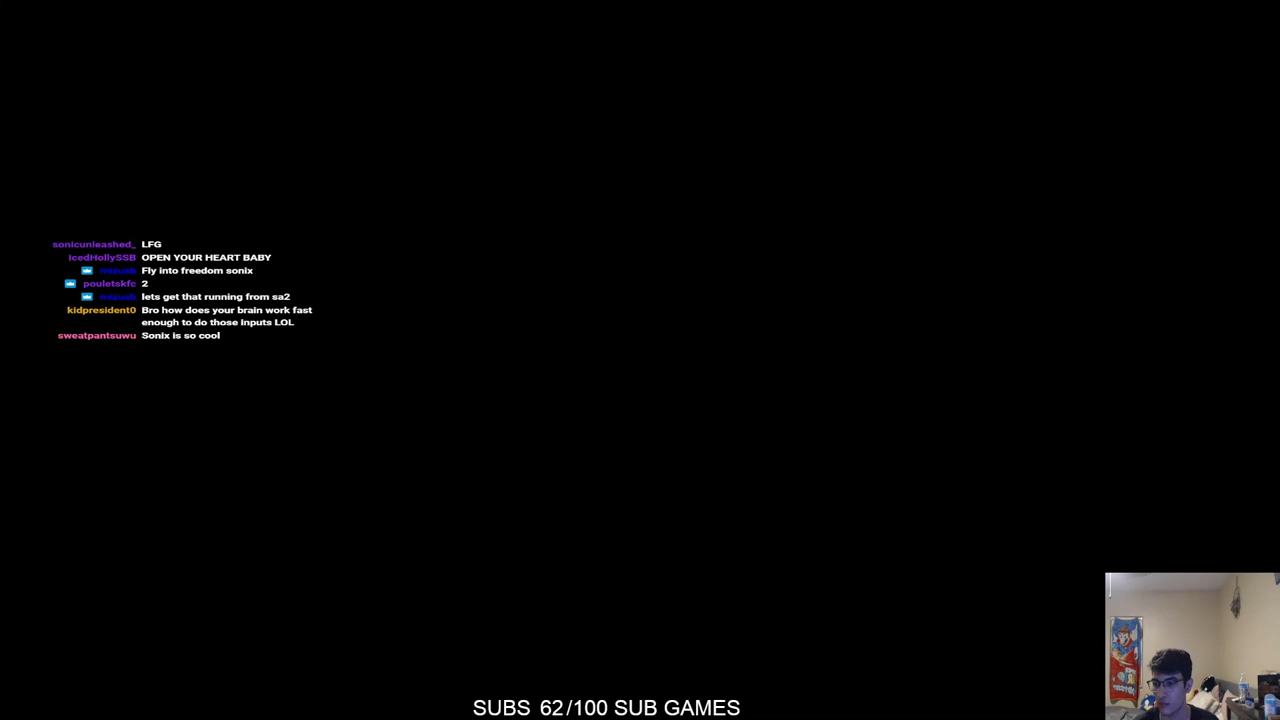 sonicunleashed_ LFG
IcedHollySSB OPEN YOUR HEART BABY
Fly into freedom sonix
pouletskfc 2
lets get that running from sa2
kidpresident0 Bro how does your brain work fast
enough to do those inputs LOL
sweatpantsuwu Sonix is so cool
SUBS 62/100 SUB GAMES